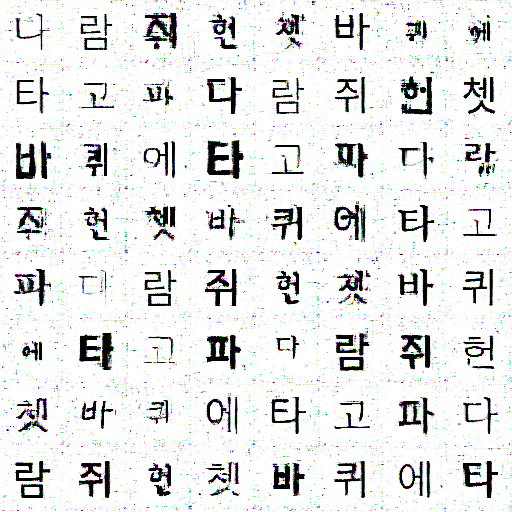 나 람 쥐 헌 쳇 바 퀴 에
타 고 파 다 람 쥐 헌 쳇
바 퀴 에 타 고 파 다 람
쥐 헌 쳇 바 퀴 에 타 고
파 다 람 쥐 헌 쳇 바 퀴
에 타 고 파 다 람 쥐 헌
쳇 바 퀴 에 타 고 파 다
람 쥐 헌 쳇 바 퀴 에 타